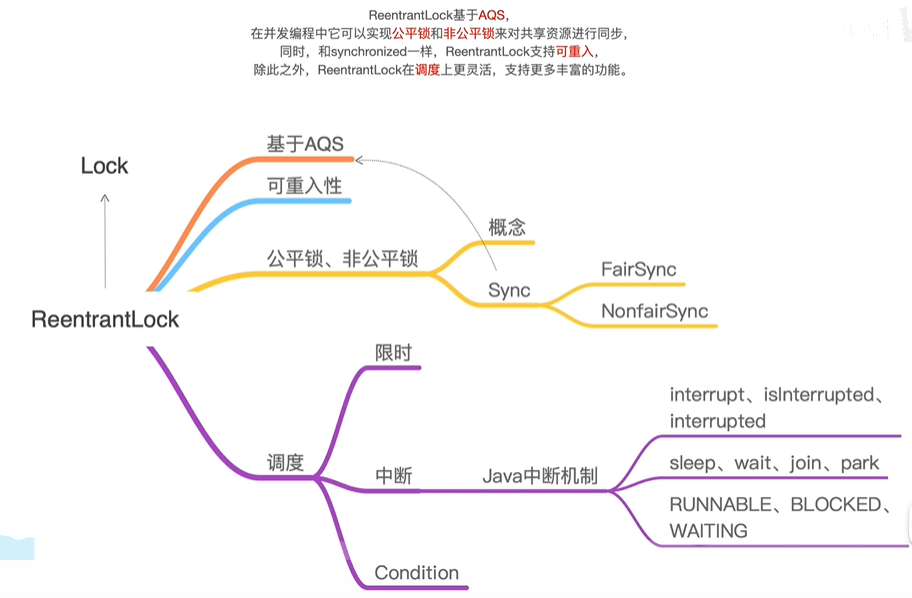 ReentrantLock基于AQS,
在并发编程中它可以实现公平锁和非公平锁来对共享资源进行同步,
同时，和synchronized一样，ReentrantLock支持可重入,
除此之外，ReentrantLock在调度上更灵活，支持更多丰富的功能。
Lock
基于AQS
可重入性
概念
公平锁、非公平锁
FairSync
Sync
NonfairSync
ReentrantLock
限时
interrupt、isInterrupted、
interrupted
调度
中断
Java中断机制
sleep、wait、join、park
RUNNABLE、BLOCKED、
WAITING
Condition